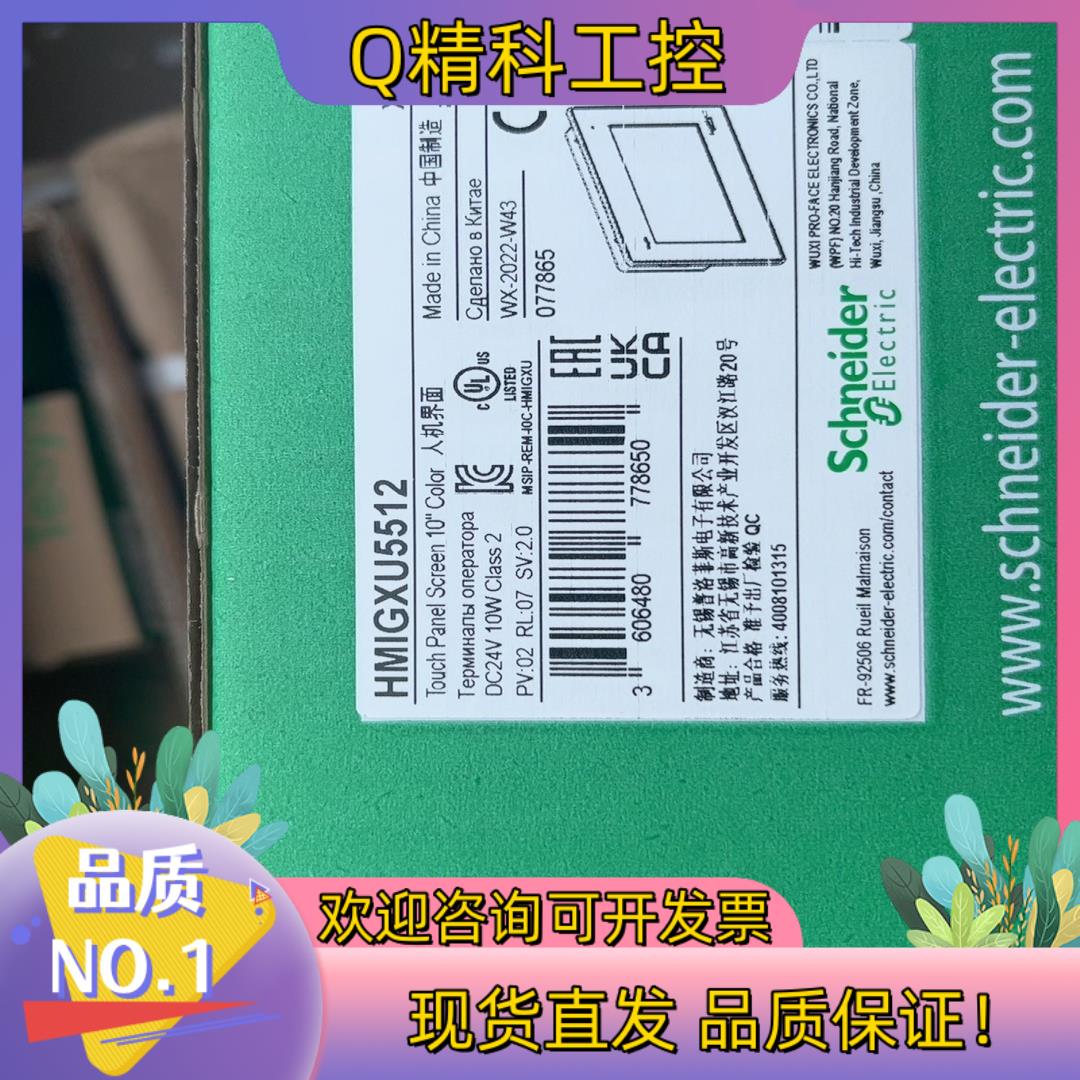 Q精科工控
HMIGXU5512
Touch Panel Screen 10" Color 人机界面
Терминалы оператора
DC24V 10W Class 2
PV:02 RL:07 SV:2.0
MSIP-REM-I0C-HMIGXU
c UL us
LISTED
Made in China 中国制造
Сделано в Китае
WX-2022-W43
077865
EAC
UK
CA
3 606480 778650
制造商: 无锡普洛菲斯电子有限公司
地址: 江苏省无锡市高新技术产业开发区汉江路20号
产品合格 准予出厂 检验 QC
服务热线: 4008101315
FR-92506 Rueil Malmaison
www.schneider-electric.com/contact
Schneider
Electric
WUXI PRO-FACE ELECTRONICS CO.,LTD
(WPF) NO.20 Hanjiang Road, National
Hi-Tech Industrial Development Zone,
Wuxi, Jiangsu ,China
www.schneider-electric.com
品质
NO.1
欢迎咨询可开发票
现货直发 品质保证!